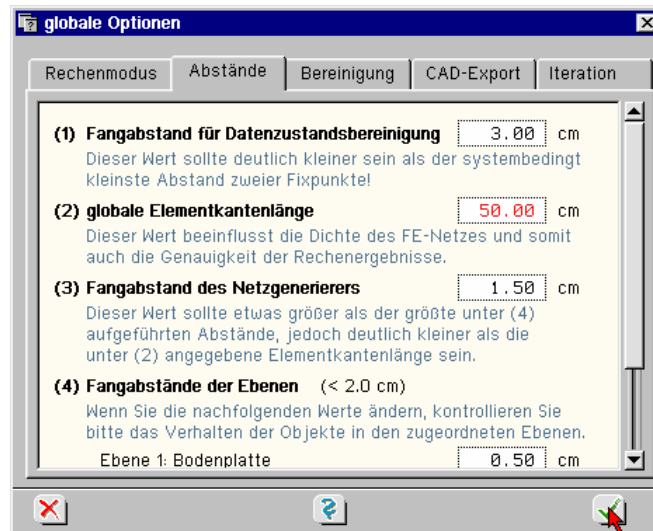 globale Optionen
Rechenmodus Abstände Bereinigung CAD-Export Iteration
(1) Fangabstand für Datenzustandsbereinigung 3.00 cm
Dieser Wert sollte deutlich kleiner sein als der systembedingt
kleinste Abstand zweier Fixpunkte!
(2) globale Elementkantenlänge 50.00 cm
Dieser Wert beeinflusst die Dichte des FE-Netzes und somit
auch die Genauigkeit der Rechenergebnisse.
(3) Fangabstand des Netzgenerierers 1.50 cm
Dieser Wert sollte etwas größer als der größte unter (4)
aufgeführten Abstände, jedoch deutlich kleiner als die
unter (2) angegebene Elementkantenlänge sein.
(4) Fangabstände der Ebenen (< 2.0 cm)
Wenn Sie die nachfolgenden Werte ändern, kontrollieren Sie
bitte das Verhalten der Objekte in den zugeordneten Ebenen.
Ebene 1: Bodenplatte 0.50 cm